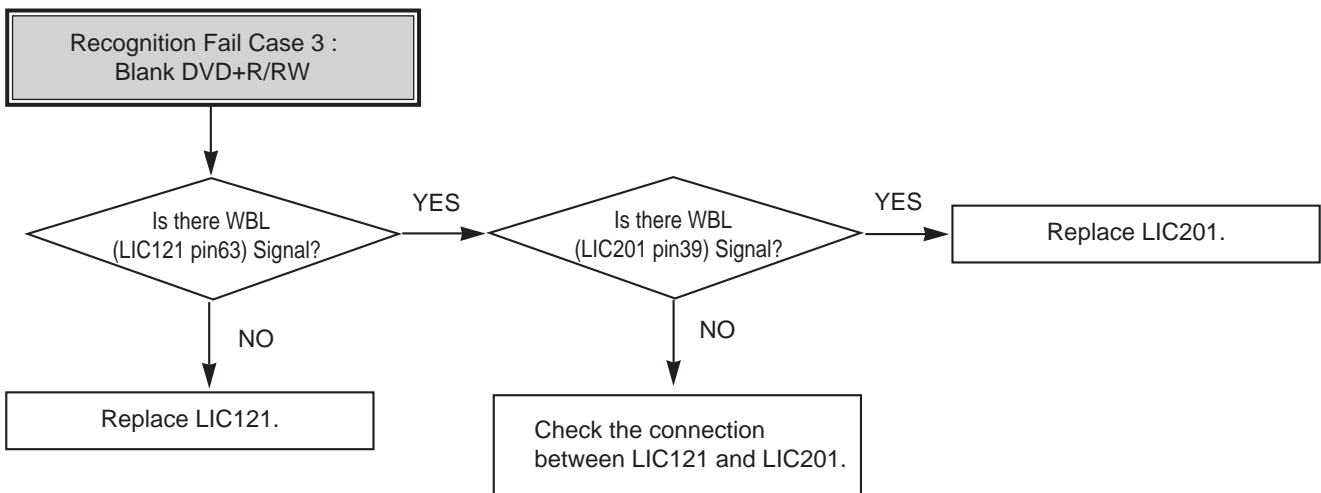 Recognition Fail Case 3 :
Blank DVD+R/RW
Is there WBL
(LIC121 pin63) Signal?
YES
Is there WBL
(LIC201 pin39) Signal?
YES
Replace LIC201.
NO
NO
Replace LIC121.
Check the connection
between LIC121 and LIC201.